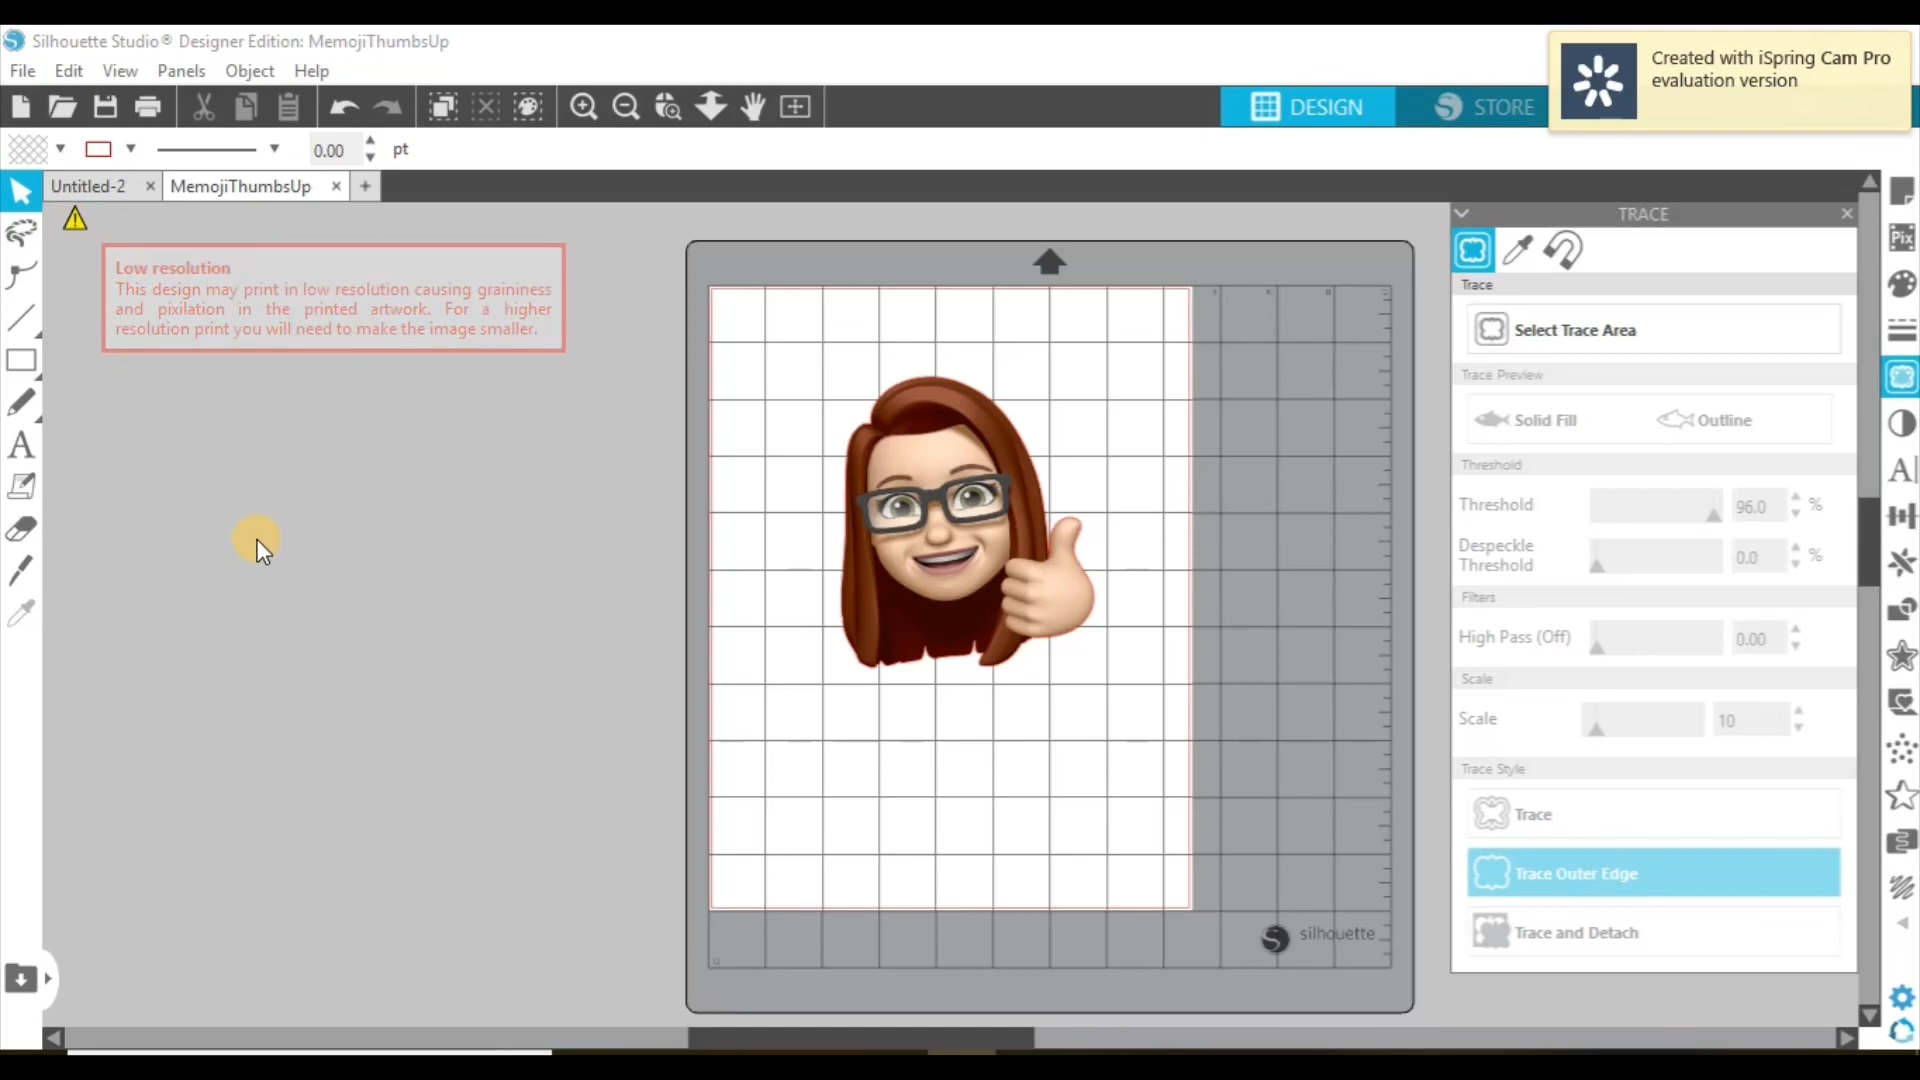 Silhouette Studio® Designer Edition: MemojiThumbsUp
Created with iSpring Cam Pro
evaluation version
File Edit View Panels Object Help
DESIGN
STORE
0.00 pt
Untitled-2
MemojiThumbsUp
Low resolution
This design may print in low resolution causing graininess
and pixilation in the printed artwork. For a higher
resolution print you will need to make the image smaller.
silhouette
TRACE
Trace
Select Trace Area
Trace Preview
Solid Fill
Outline
Threshold
Threshold 96.0 %
Despeckle
Threshold 0.0 %
Filters
High Pass (Off) 0.00
Scale
Scale 10
Trace Style
Trace
Trace Outer Edge
Trace and Detach
Pix